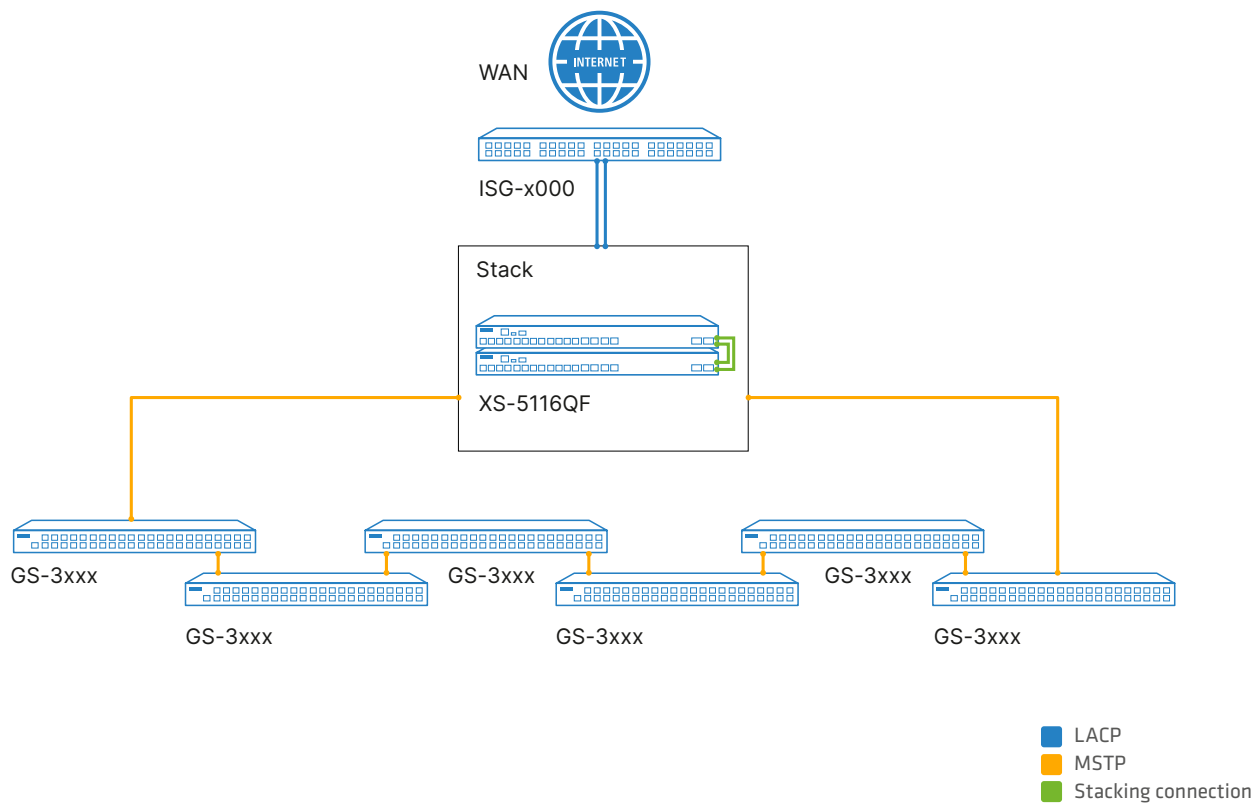 WAN
INTERNET
ISG-x000
Stack
XS-5116QF
GS-3xxx
GS-3xxx
GS-3xxx
GS-3xxx
GS-3xxx
GS-3xxx
LACP
MSTP
Stacking connection